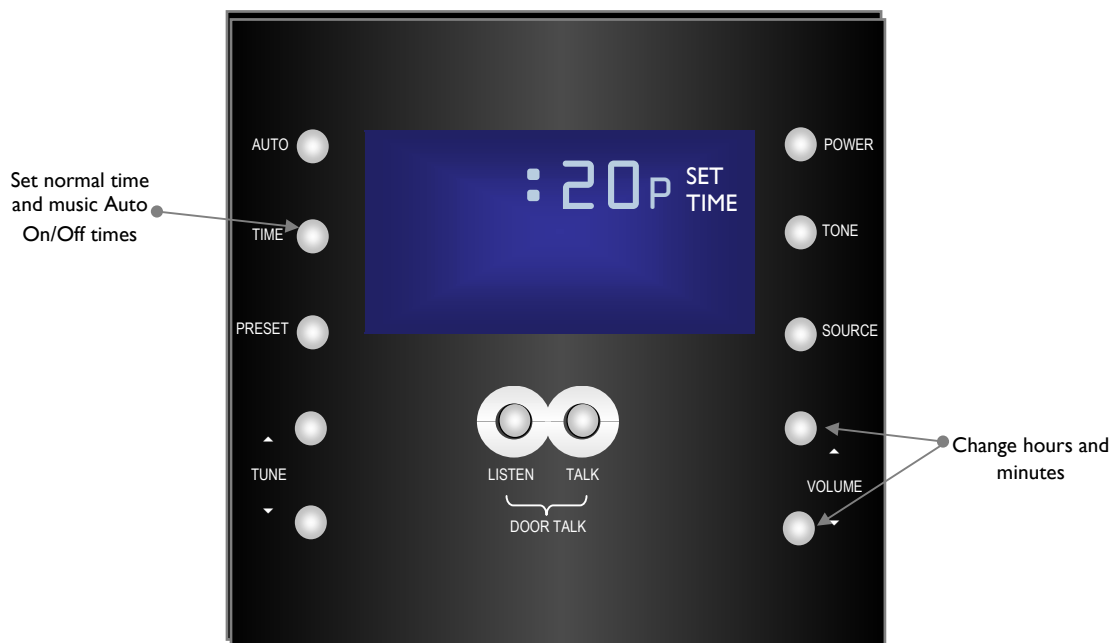 Set normal time
and music Auto
On/Off times
AUTO
TIME
PRESET
TUNE
:20P SET
TIME
LISTEN TALK
DOOR TALK
POWER
TONE
SOURCE
VOLUME
Change hours and
minutes